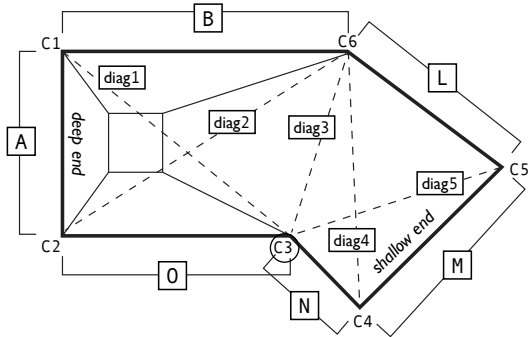 B
C1
C6
diag1
L
A
deep end
diag2
diag3
C5
diag5
C2
C3
diag4
shallow end
O
M
N
C4